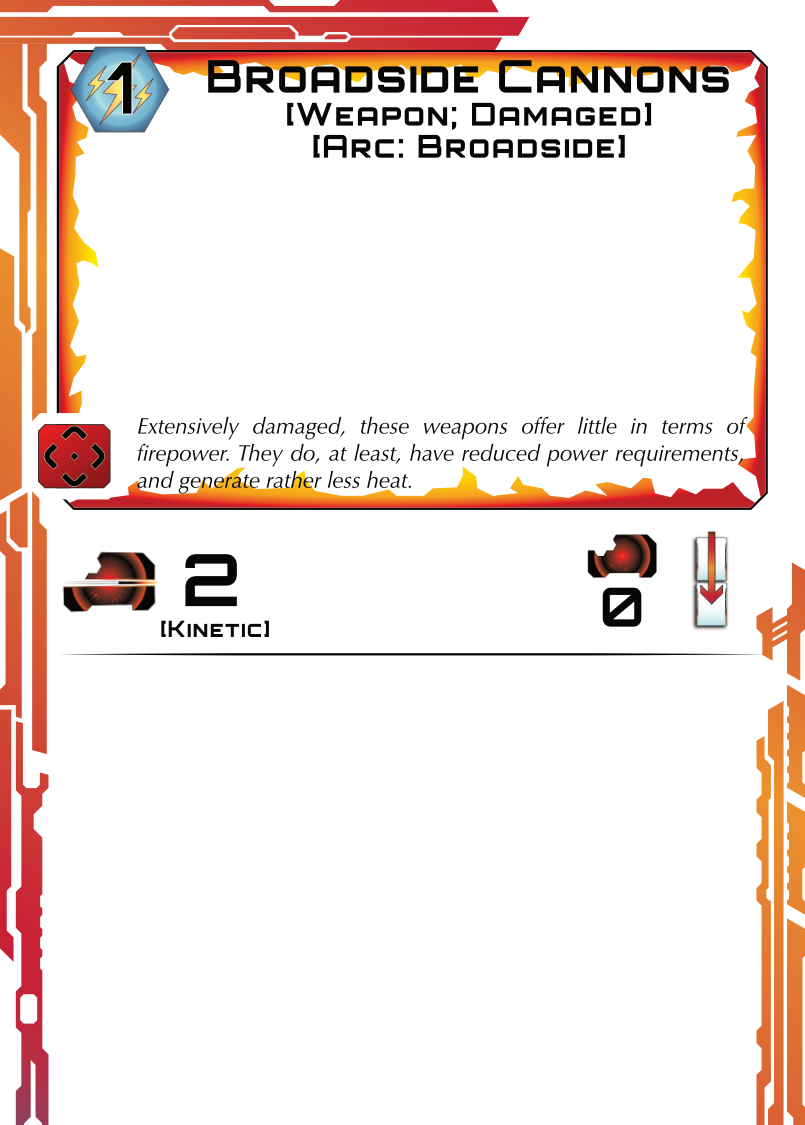 1
Broadside Cannons
[Weapon; Damaged]
[Arc: Broadside]
Extensively damaged, these weapons offer little in terms of
firepower. They do, at least, have reduced power requirements,
and generate rather less heat.
2
[Kinetic]
0